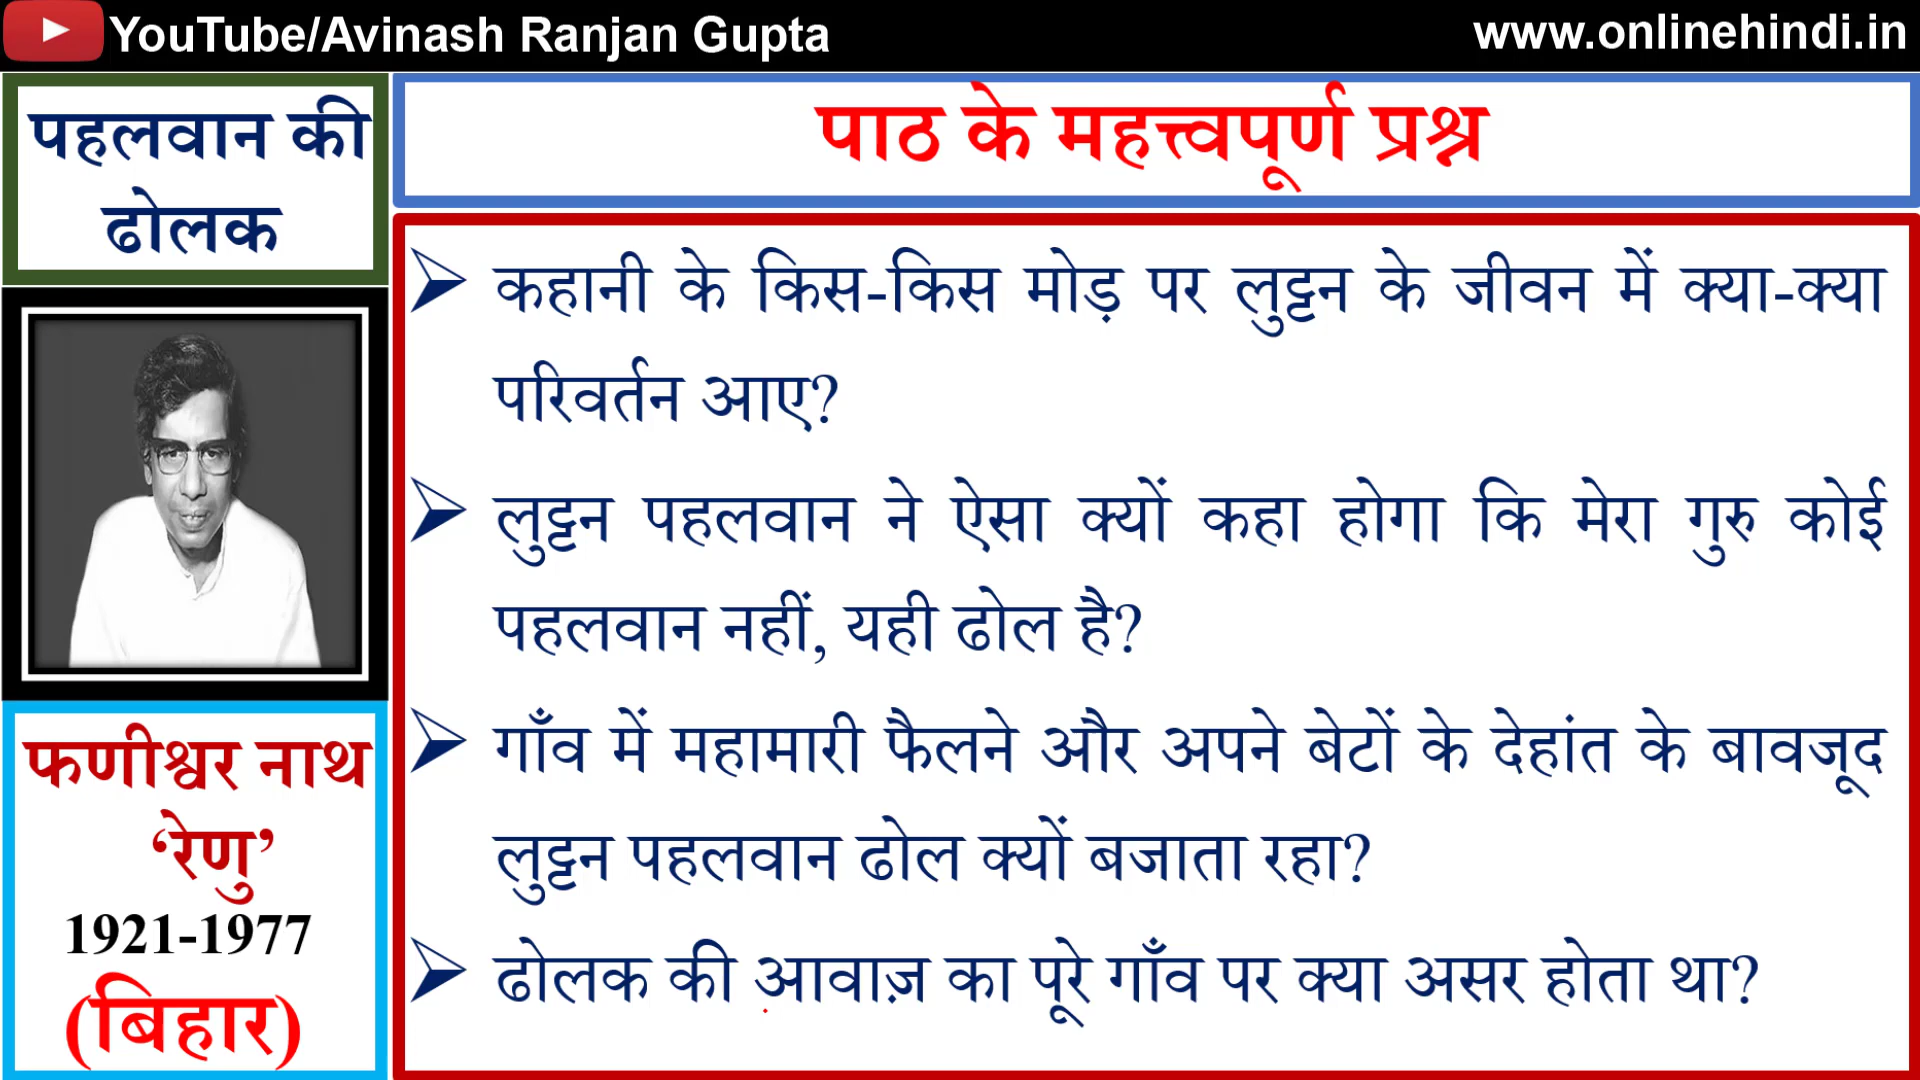 YouTube/Avinash Ranjan Gupta
www.onlinehindi.in
पहलवान की
ढोलक
पाठ के महत्त्वपूर्ण प्रश्न
कहानी के किस-किस मोड़ पर लुट्टन के जीवन में क्या-क्या
परिवर्तन आए?
लुट्टन पहलवान ने ऐसा क्यों कहा होगा कि मेरा गुरु कोई
पहलवान नहीं, यही ढोल है?
गाँव में महामारी फैलने और अपने बेटों के देहांत के बावजूद
लुट्टन पहलवान ढोल क्यों बजाता रहा?
ढोलक की आवाज़ का पूरे गाँव पर क्या असर होता था?
फणीश्वर नाथ
‘रेणु’
1921-1977
(बिहार)